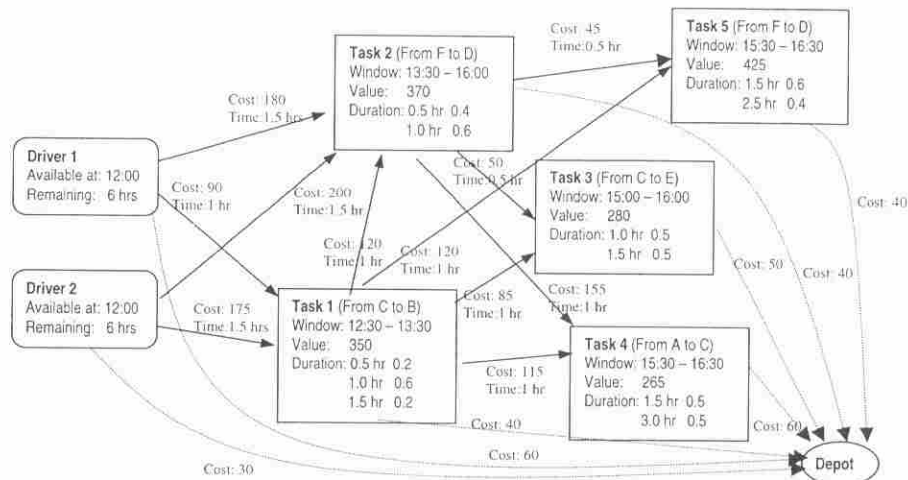 Cost: 45
Time:0.5 hr
Task 5 (From F to D)
Window: 15:30 – 16:30
Value: 425
Duration: 1.5 hr 0.6
2.5 hr 0.4
Task 2 (From F to D)
Window: 13:30 – 16:00
Value: 370
Duration: 0.5 hr 0.4
1.0 hr 0.6
Cost: 180
Time:1.5 hrs
Driver 1
Available at: 12:00
Remaining: 6 hrs
Cost: 90
Time:1 hr
Cost: 200
Time:1.5 hr
Cost: 50
Time:0.5 hr
Task 3 (From C to E)
Window: 15:00 – 16:00
Value: 280
Duration: 1.0 hr 0.5
1.5 hr 0.5
Cost: 40
Cost: 120
Time:1 hr
Cost: 120
Time:1 hr
Cost: 50
Cost: 40
Driver 2
Available at: 12:00
Remaining: 6 hrs
Cost: 175
Time:1.5 hrs
Task 1 (From C to B)
Window: 12:30 – 13:30
Value: 350
Duration: 0.5 hr 0.2
1.0 hr 0.6
1.5 hr 0.2
Cost: 85
Time:1 hr
Cost: 155
Time:1 hr
Cost: 115
Time:1 hr
Task 4 (From A to C)
Window: 15:30 – 16:30
Value: 265
Duration: 1.5 hr 0.5
3.0 hr 0.5
Cost: 40
Cost: 60
Cost: 60
Cost: 30
Depot